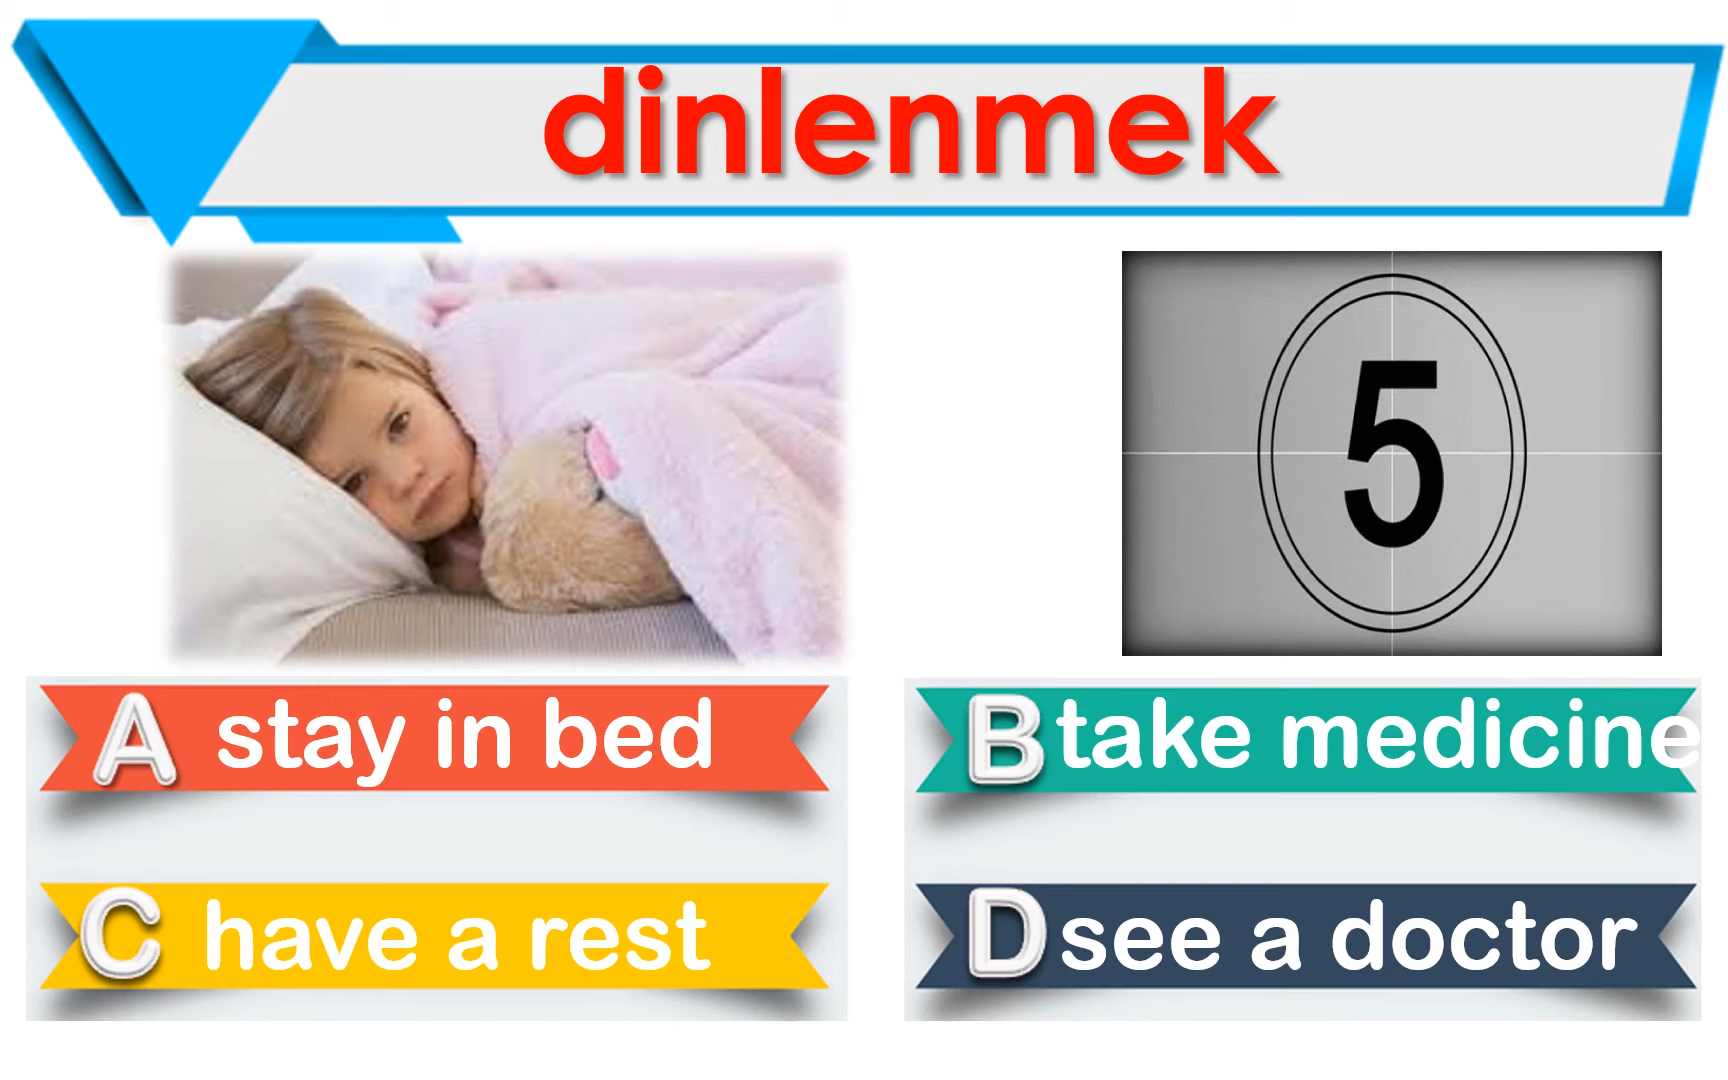 dinlenmek
5
A stay in bed
B take medicine
C have a rest
D see a doctor